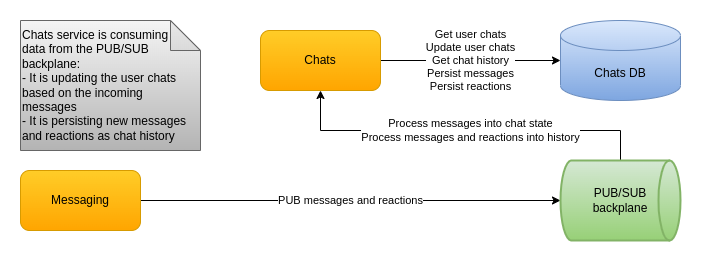 Chats service is consuming
data from the PUB/SUB
backplane:
- It is updating the user chats
based on the incoming
messages
- It is persisting new messages
and reactions as chat history
Chats
Get user chats
Update user chats
Get chat history
Persist messages
Persist reactions
Chats DB
Process messages into chat state
Process messages and reactions into history
Messaging
PUB messages and reactions
PUB/SUB
backplane